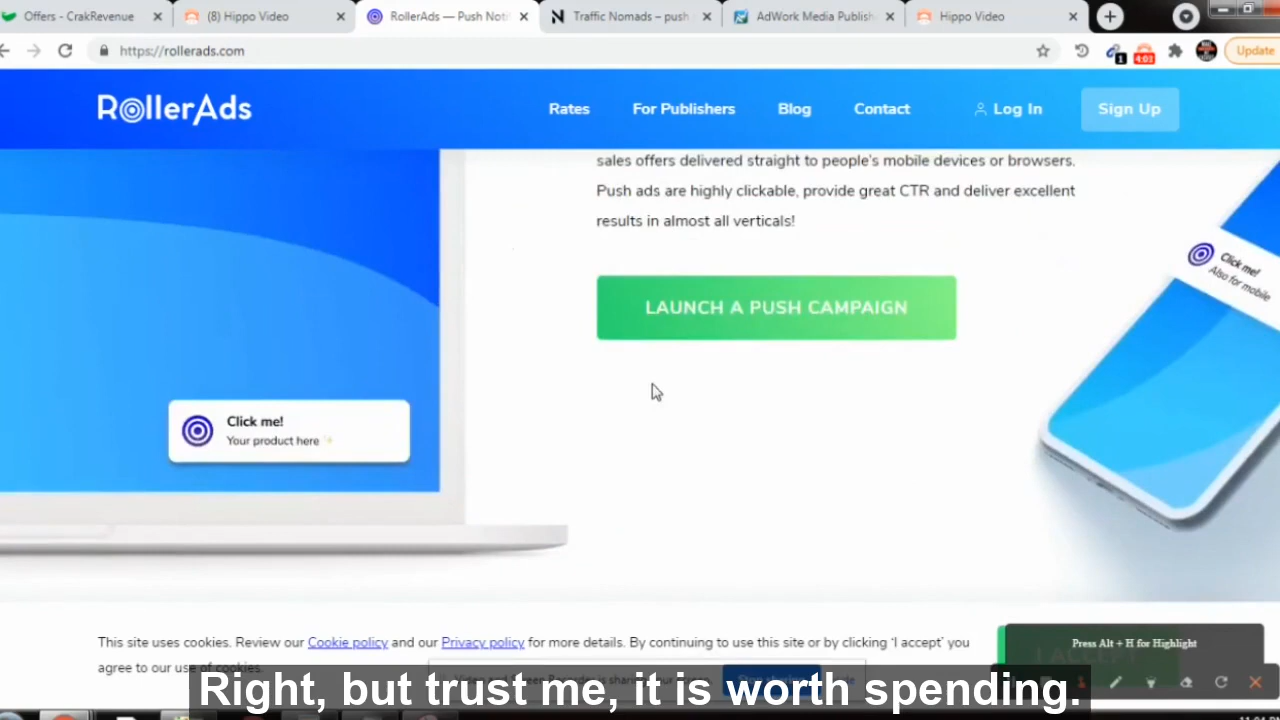 Offers - CrakRevenue
(8) Hippo Video
RollerAds — Push Noti
Traffic Nomads – push
AdWork Media Publish
Hippo Video
https://rollerads.com
1
4:03
Update
RollerAds
Rates
For Publishers
Blog
Contact
Log In
Sign Up
sales offers delivered straight to people's mobile devices or browsers.
Push ads are highly clickable, provide great CTR and deliver excellent
results in almost all verticals!
LAUNCH A PUSH CAMPAIGN
Click me!
Also for mobile
Click me!
Your product here
This site uses cookies. Review our Cookie policy and our Privacy policy for more details. By continuing to use this site or by clicking 'I accept' you
agree to our use of cookies.
Press Alt + H for Highlight
I ACCEPT
Right, but trust me, it is worth spending.